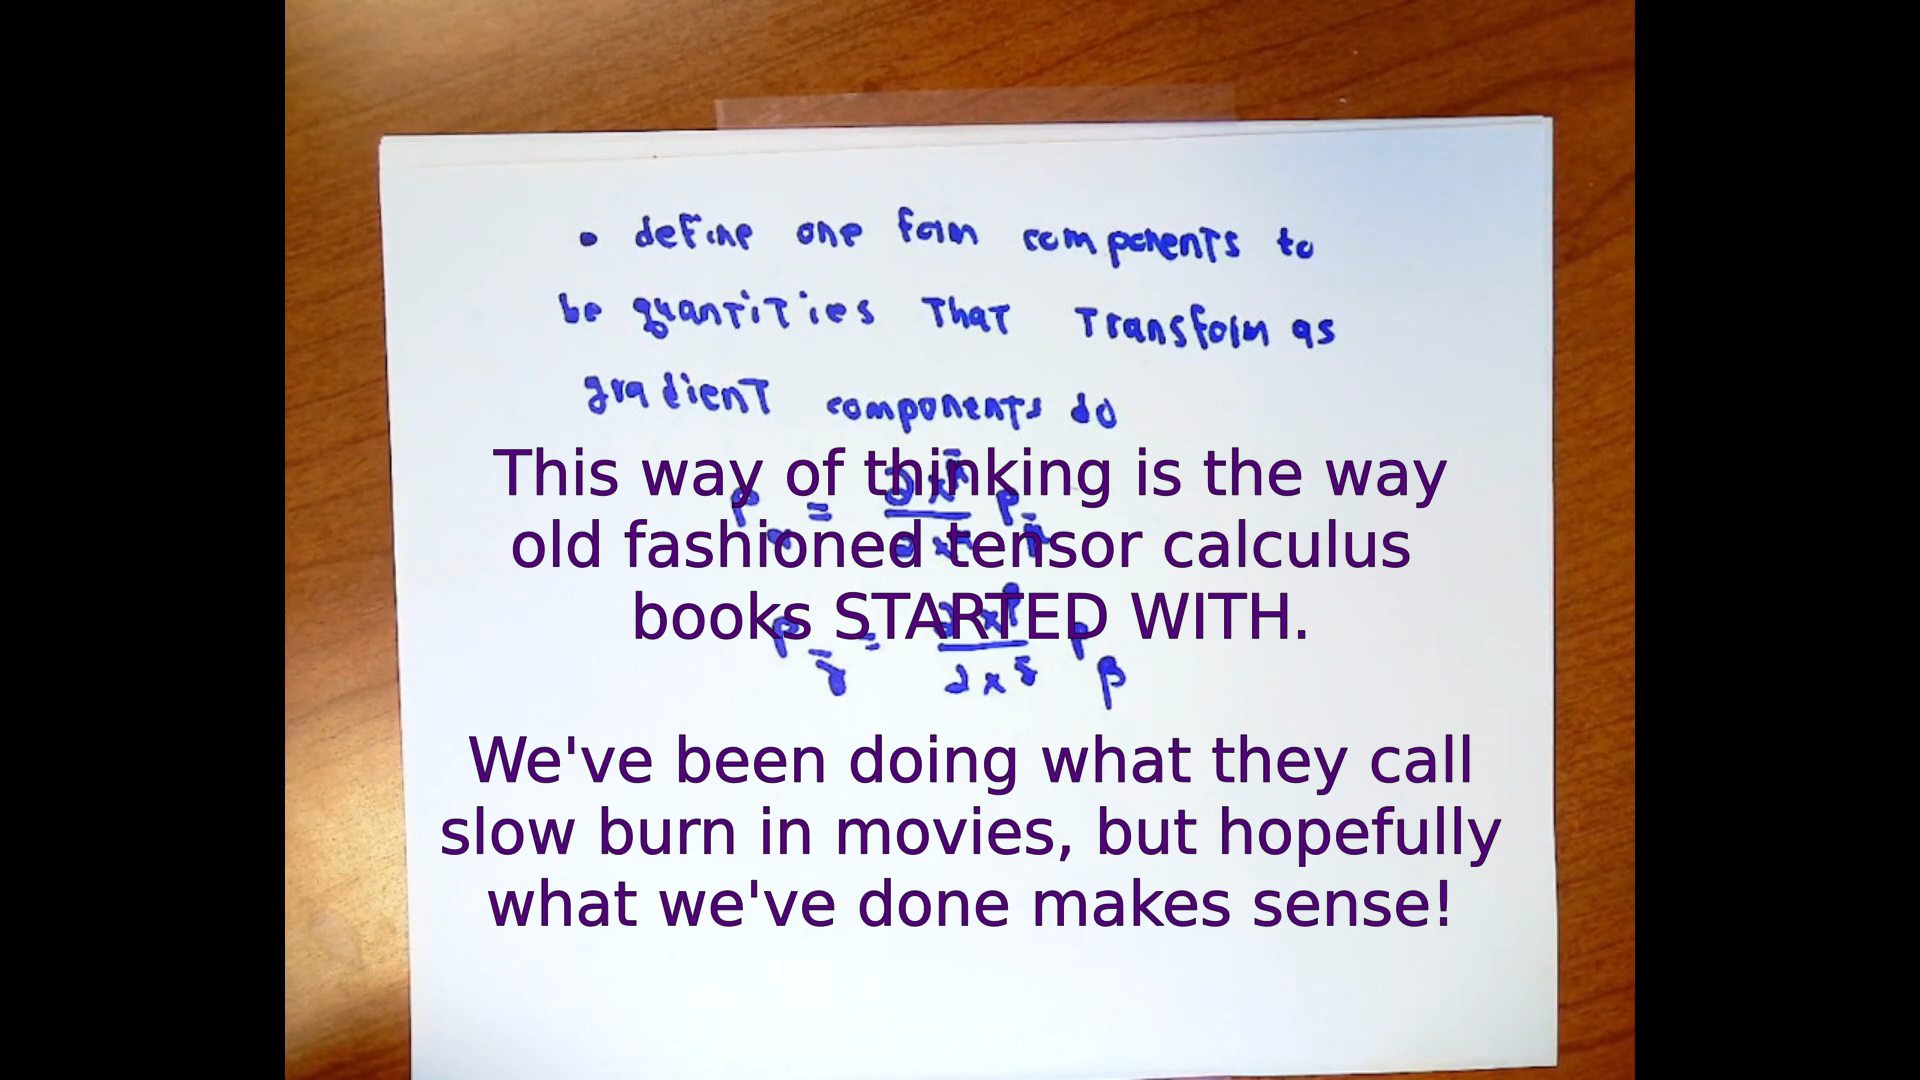 • define one form components to
be quantities That Transform as
gradient components do
This way of thinking is the way
old fashioned tensor calculus
books STARTED WITH.
∂x^β
P_γ̄ = ∂x^γ̄ P_β
We've been doing what they call
slow burn in movies, but hopefully
what we've done makes sense!